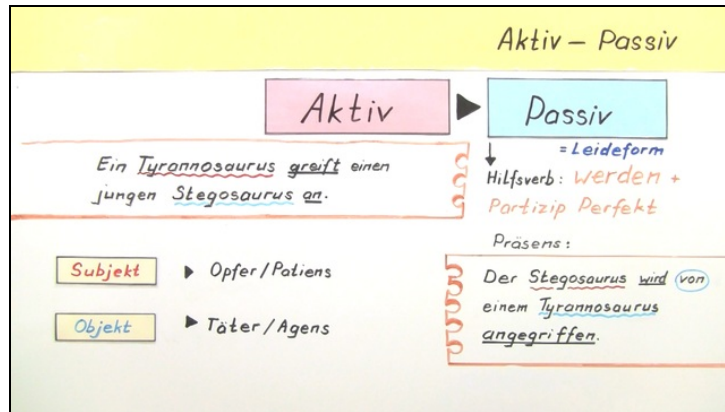 Aktiv – Passiv
Aktiv ▶ Passiv
= Leideform
Ein Tyrannosaurus greift einen
jungen Stegosaurus an.
Hilfsverb: werden +
Partizip Perfekt
Subjekt ▶ Opfer/Patiens
Objekt ▶ Täter/Agens
Präsens:
Der Stegosaurus wird von
einem Tyrannosaurus
angegriffen.